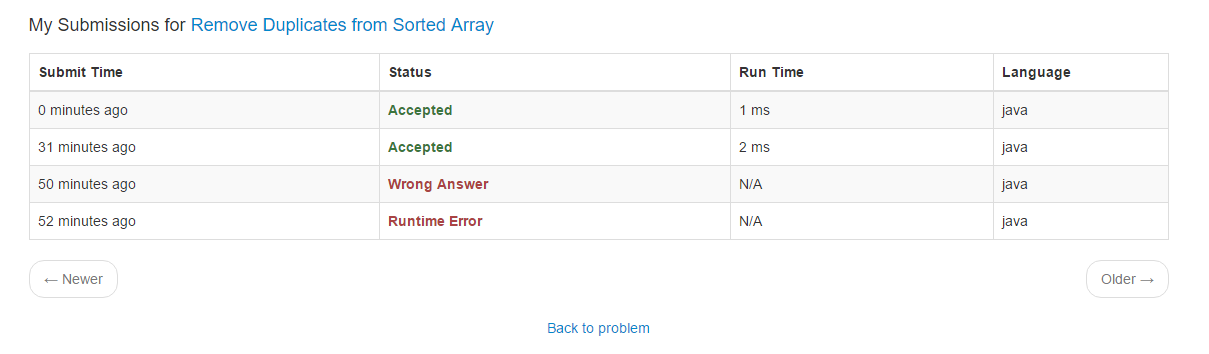 My Submissions for Remove Duplicates from Sorted Array
Submit Time Status Run Time Language
0 minutes ago Accepted 1 ms java
31 minutes ago Accepted 2 ms java
50 minutes ago Wrong Answer N/A java
52 minutes ago Runtime Error N/A java
← Newer Older →
Back to problem